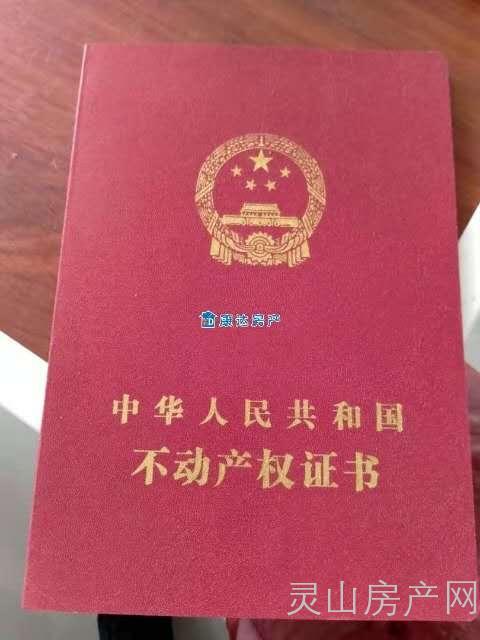 康达房产
中华人民共和国
不动产权证书
灵山房产网